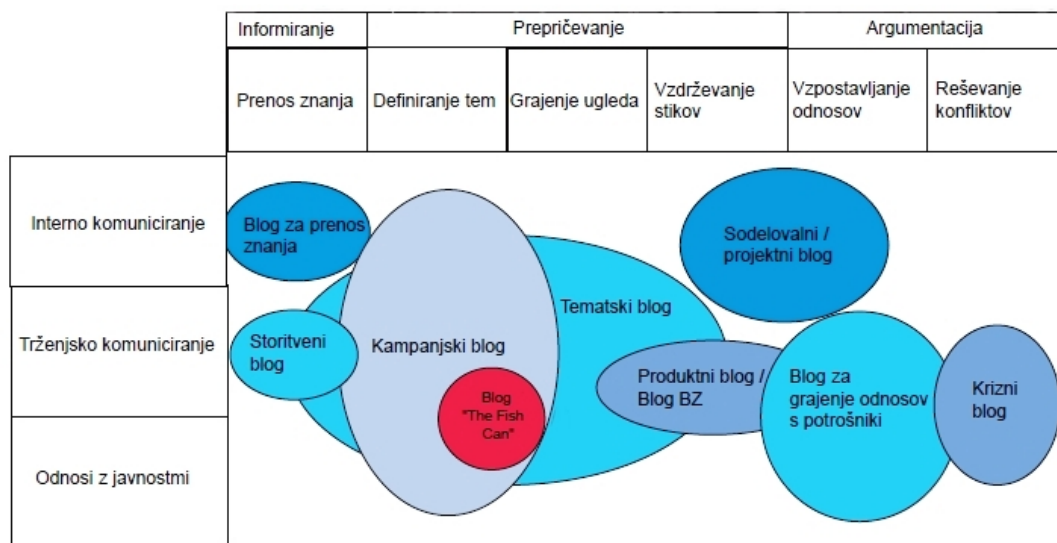 Informiranje
Prepričevanje
Argumentacija
Prenos znanja
Definiranje tem
Grajenje ugleda
Vzdrževanje
stikov
Vzpostavljanje
odnosov
Reševanje
konfliktov
Interno komuniciranje
Blog za prenos
znanja
Sodelovalni /
projektni blog
Trženjsko komuniciranje
Storitveni
blog
Kampanjski blog
Tematski blog
Produktni blog /
Blog BZ
Blog za
grajenje odnosov
s potrošniki
Krizni
blog
Blog
"The Fish
Can"
Odnosi z javnostmi